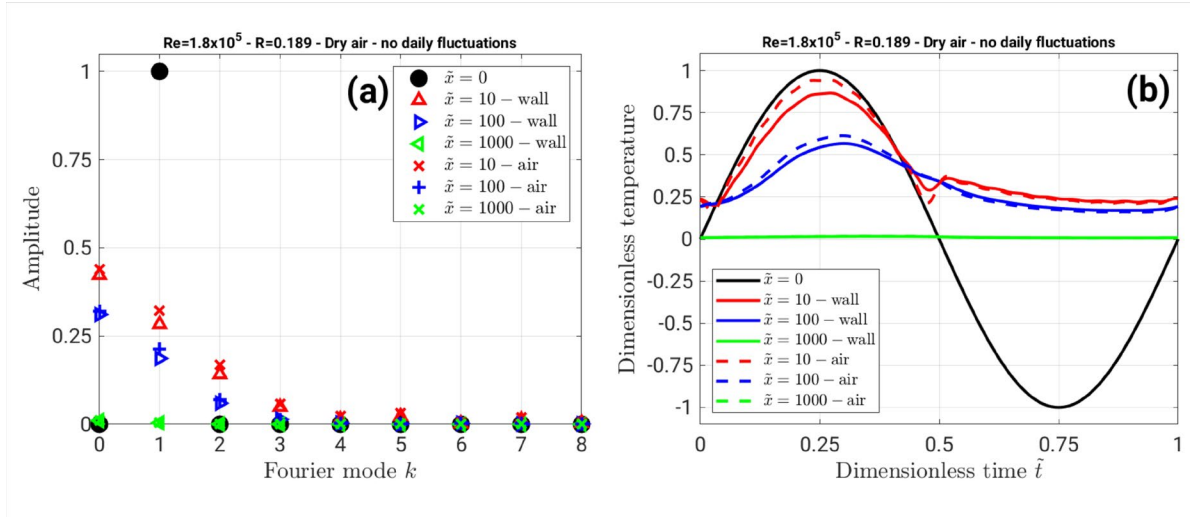 Re=1.8x10⁵ - R=0.189 - Dry air - no daily fluctuations
(a)
x̃ = 0
x̃ = 10 − wall
x̃ = 100 − wall
x̃ = 1000 − wall
x̃ = 10 − air
x̃ = 100 − air
x̃ = 1000 − air
1
0.75
0.5
0.25
0
Amplitude
0 1 2 3 4 5 6 7 8
Fourier mode k
Re=1.8x10⁵ - R=0.189 - Dry air - no daily fluctuations
(b)
1
0.75
0.5
0.25
0
-0.25
-0.5
-0.75
-1
Dimensionless temperature
x̃ = 0
x̃ = 10 − wall
x̃ = 100 − wall
x̃ = 1000 − wall
x̃ = 10 − air
x̃ = 100 − air
x̃ = 1000 − air
0 0.25 0.5 0.75 1
Dimensionless time t̃